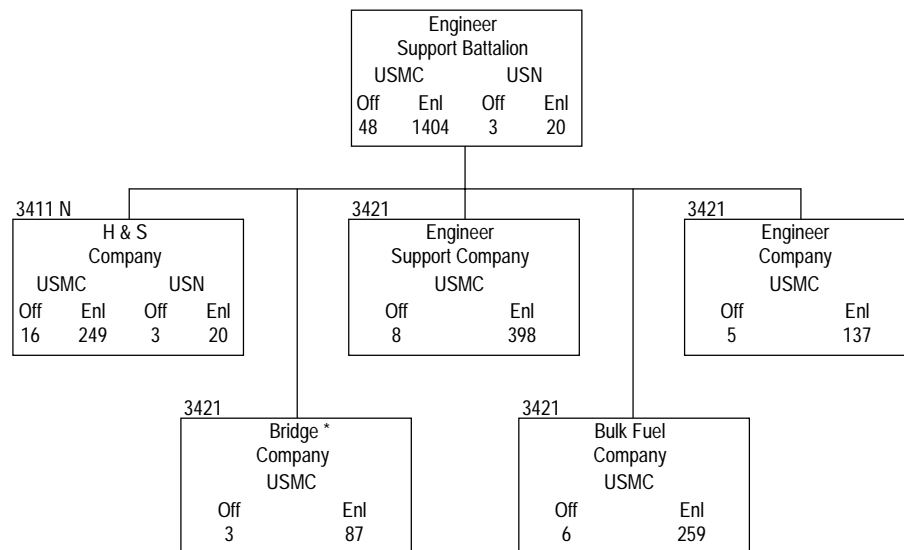 Engineer
Support Battalion
USMC USN
Off Enl Off Enl
48 1404 3 20
3411 N
H & S
Company
USMC USN
Off Enl Off Enl
16 249 3 20
3421
Engineer
Support Company
USMC
Off Enl
8 398
3421
Engineer
Company
USMC
Off Enl
5 137
3421
Bridge *
Company
USMC
Off Enl
3 87
3421
Bulk Fuel
Company
USMC
Off Enl
6 259